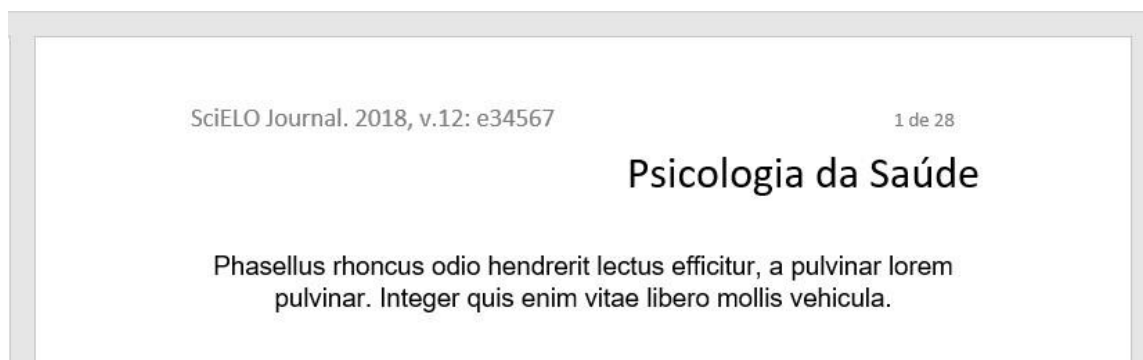 SciELO Journal. 2018, v.12: e34567 1 de 28
Psicologia da Saúde
Phasellus rhoncus odio hendrerit lectus efficitur, a pulvinar lorem
pulvinar. Integer quis enim vitae libero mollis vehicula.